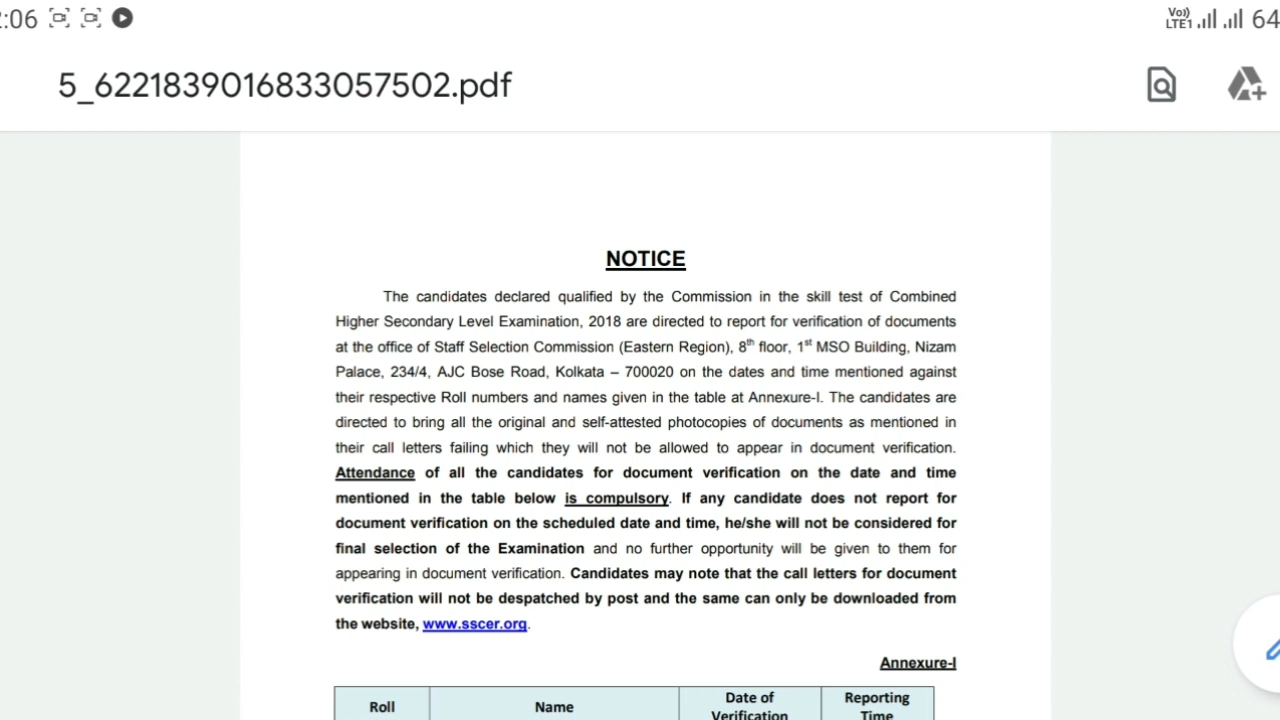 :06
Vo)) LTE1 64
5_6221839016833057502.pdf
NOTICE
The candidates declared qualified by the Commission in the skill test of Combined
Higher Secondary Level Examination, 2018 are directed to report for verification of documents
at the office of Staff Selection Commission (Eastern Region), 8th floor, 1st MSO Building, Nizam
Palace, 234/4, AJC Bose Road, Kolkata – 700020 on the dates and time mentioned against
their respective Roll numbers and names given in the table at Annexure-I. The candidates are
directed to bring all the original and self-attested photocopies of documents as mentioned in
their call letters failing which they will not be allowed to appear in document verification.
Attendance of all the candidates for document verification on the date and time
mentioned in the table below is compulsory. If any candidate does not report for
document verification on the scheduled date and time, he/she will not be considered for
final selection of the Examination and no further opportunity will be given to them for
appearing in document verification. Candidates may note that the call letters for document
verification will not be despatched by post and the same can only be downloaded from
the website, www.sscer.org.
Annexure-I
Roll Name Date of Verification Reporting Time